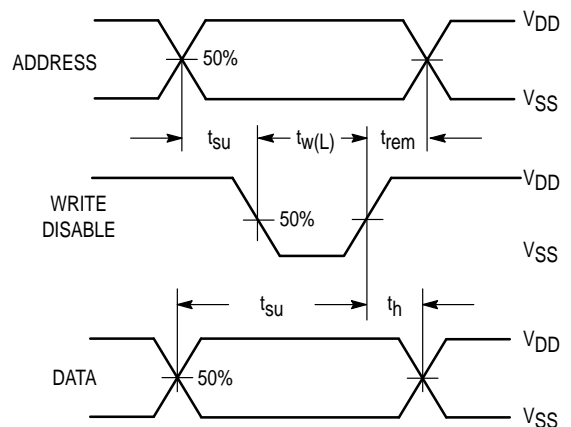 ADDRESS
50%
VDD
VSS
tsu
tw(L)
trem
WRITE
DISABLE
50%
VDD
VSS
tsu
th
DATA
50%
VDD
VSS